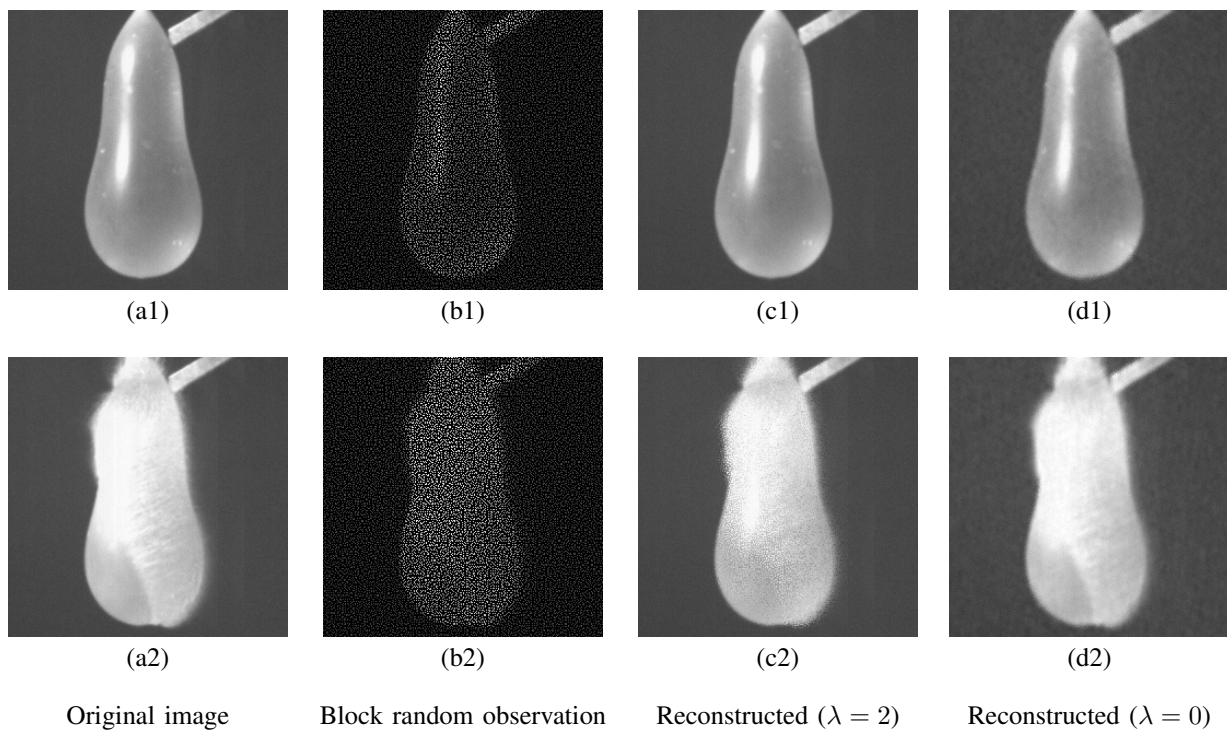 (a1) (b1) (c1) (d1)
(a2) (b2) (c2) (d2)
Original image Block random observation Reconstructed (λ = 2) Reconstructed (λ = 0)